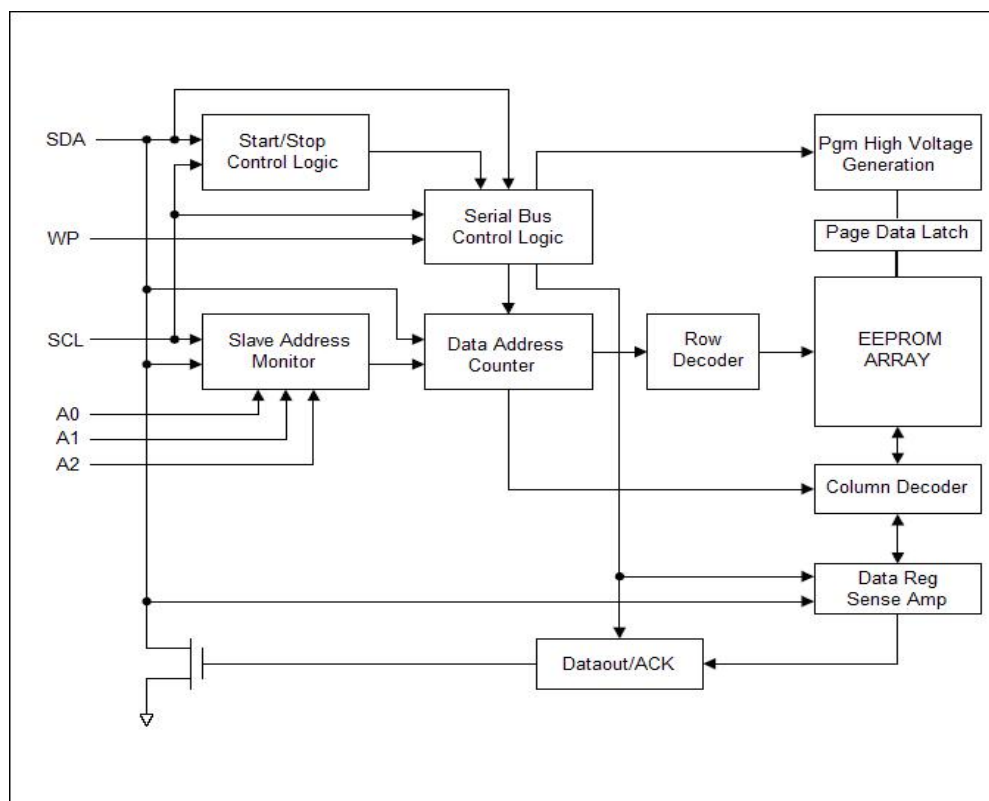 SDA
Start/Stop
Control Logic
Pgm High Voltage
Generation
WP
Serial Bus
Control Logic
Page Data Latch
SCL
Slave Address
Monitor
Data Address
Counter
Row
Decoder
EEPROM
ARRAY
A0
A1
A2
Column Decoder
Data Reg
Sense Amp
Dataout/ACK